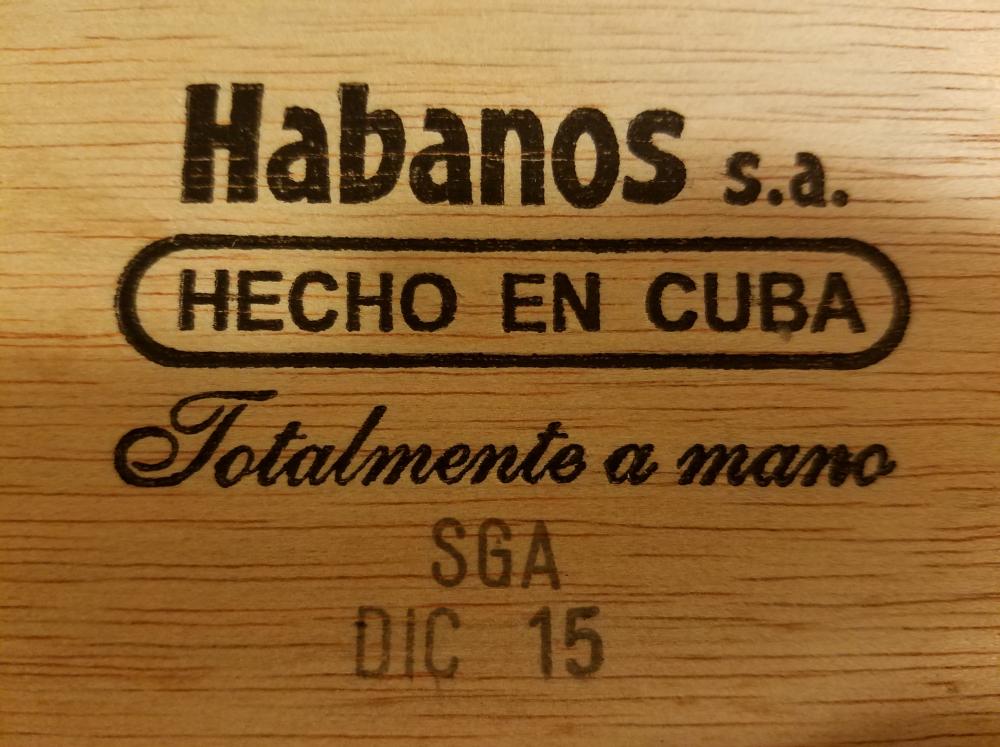 Habanos s.a.
HECHO EN CUBA
Totalmente a mano
SGA
DIC 15